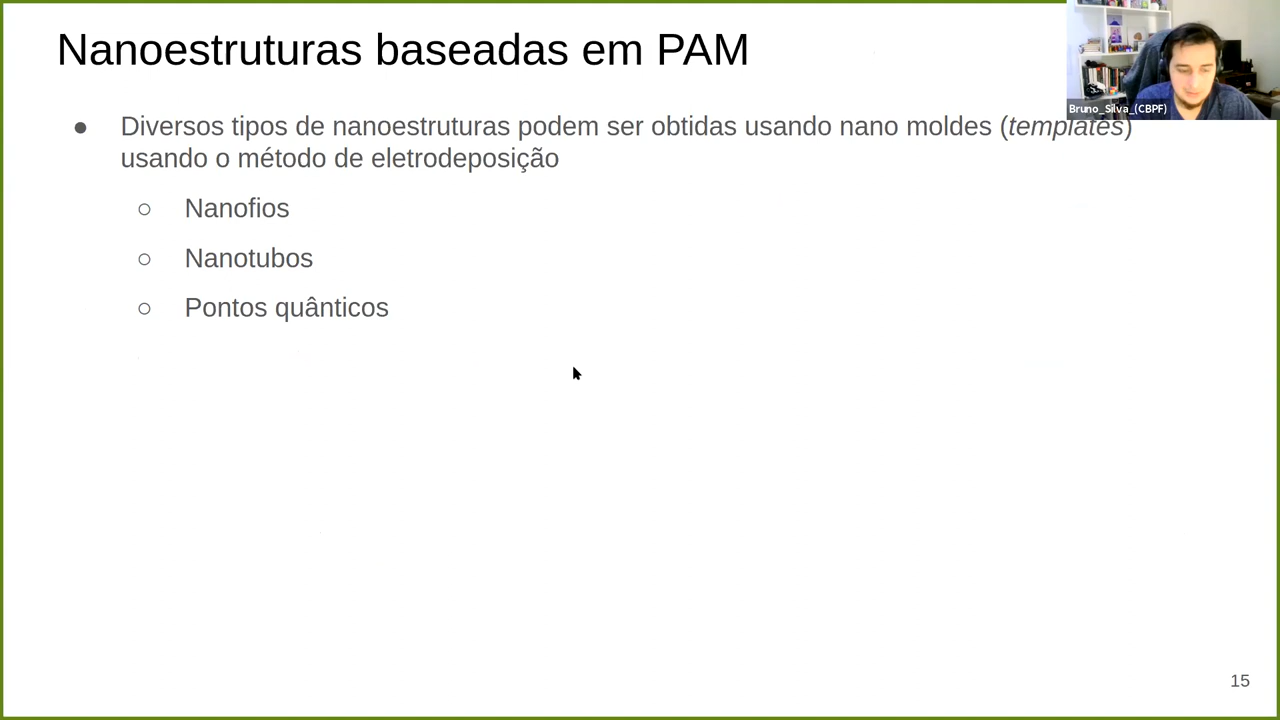 Nanoestruturas baseadas em PAM
Bruno_Silva_(CBPF)
● Diversos tipos de nanoestruturas podem ser obtidas usando nano moldes (templates)
usando o método de eletrodeposição
○ Nanofios
○ Nanotubos
○ Pontos quânticos
15